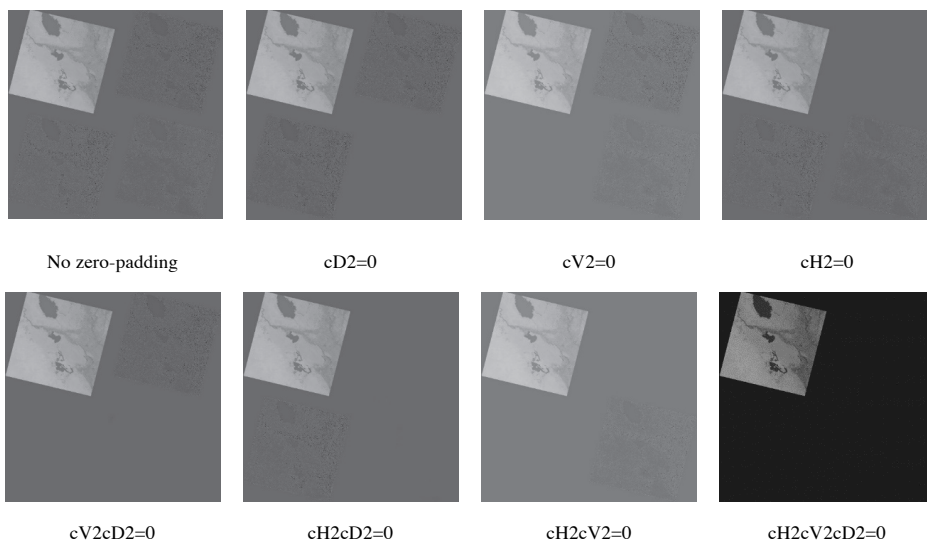 No zero-padding
cD2=0
cV2=0
cH2=0
cV2cD2=0
cH2cD2=0
cH2cV2=0
cH2cV2cD2=0